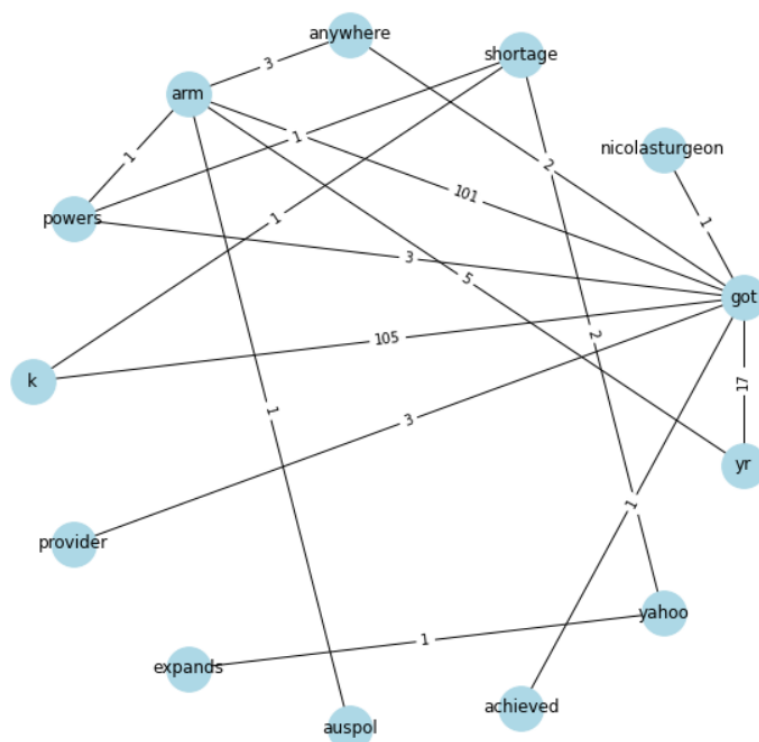 anywhere
shortage
3
arm
1
nicolasturgeon
1
2
101
powers
1
1
3
5
got
105
2
k
17
1
3
yr
1
provider
yahoo
1
expands
achieved
auspol